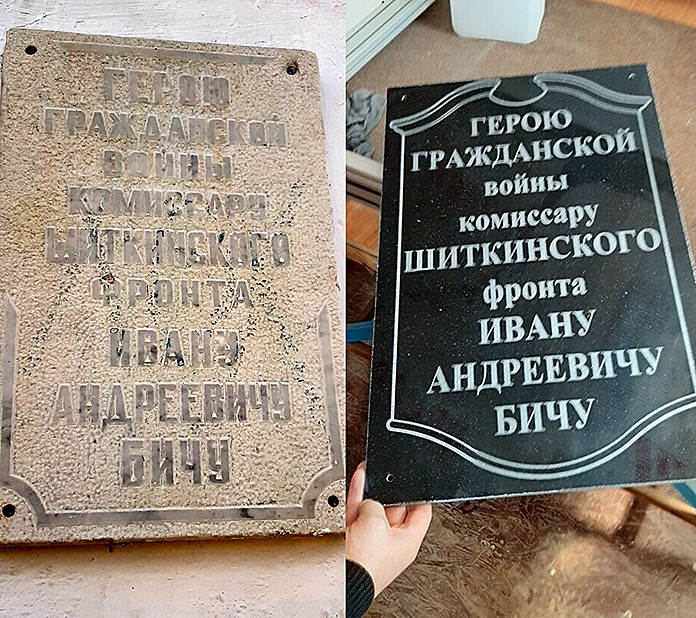 ГЕРОЮ
ГРАЖДАНСКОЙ
ВОЙНЫ
КОМИССАРУ
ШИТКИНСКОГО
ФРОНТА
ИВАНУ
АНДРЕЕВИЧУ
БИЧУ
ГЕРОЮ
ГРАЖДАНСКОЙ
войны
комиссару
ШИТКИНСКОГО
фронта
ИВАНУ
АНДРЕЕВИЧУ
БИЧУ